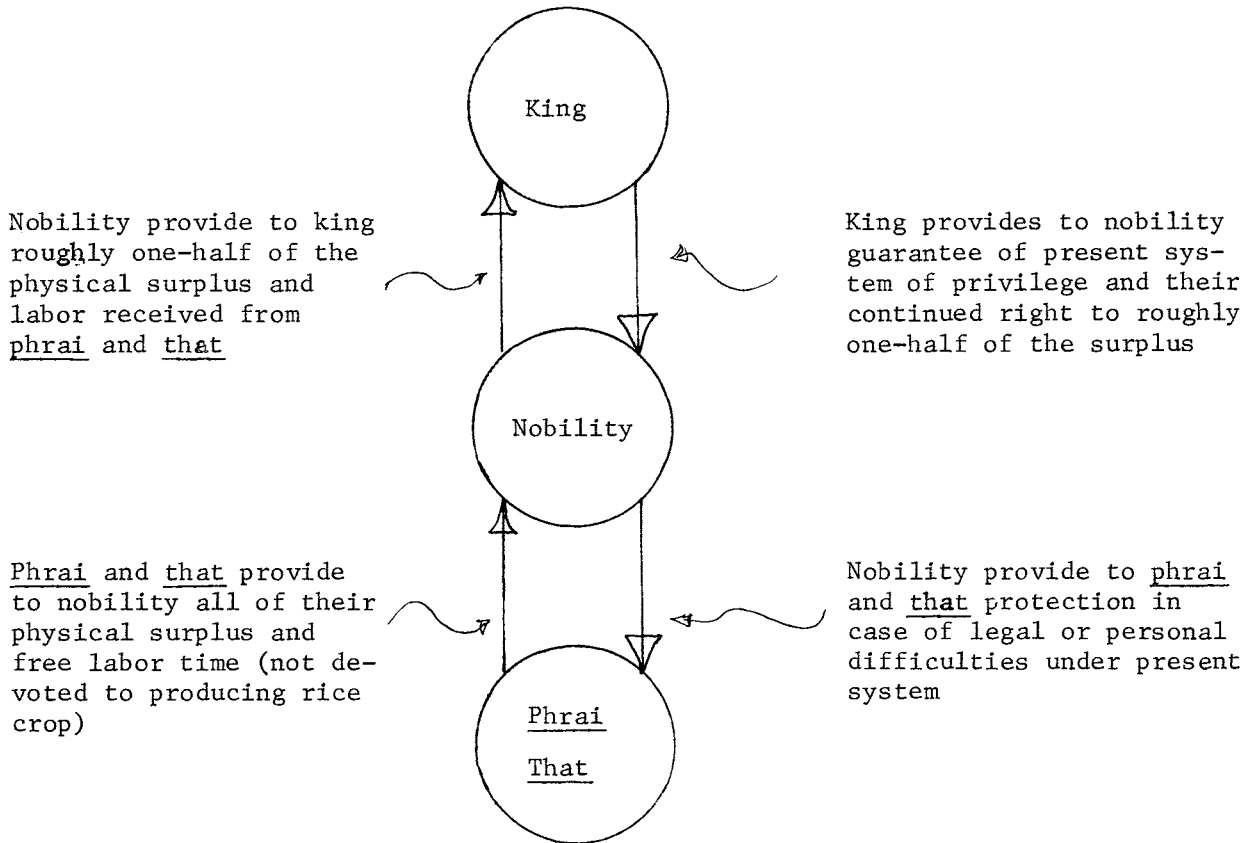 King
Nobility provide to king
roughly one-half of the
physical surplus and
labor received from
phrai and that
King provides to nobility
guarantee of present sys-
tem of privilege and their
continued right to roughly
one-half of the surplus
Nobility
Phrai and that provide
to nobility all of their
physical surplus and
free labor time (not de-
voted to producing rice
crop)
Nobility provide to phrai
and that protection in
case of legal or personal
difficulties under present
system
Phrai
That